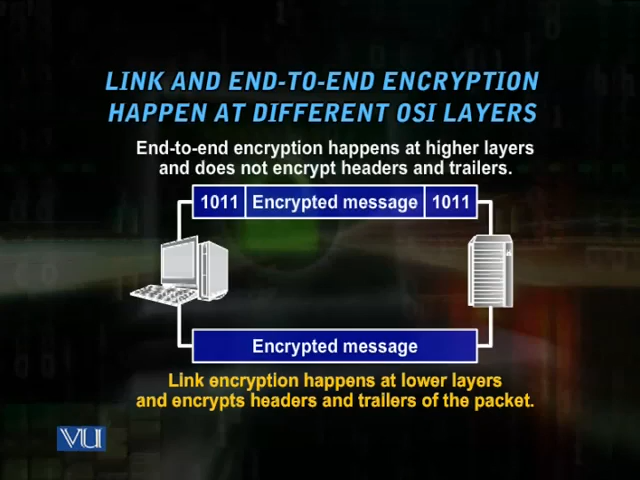 LINK AND END-TO-END ENCRYPTION
HAPPEN AT DIFFERENT OSI LAYERS
End-to-end encryption happens at higher layers
and does not encrypt headers and trailers.
1011 Encrypted message 1011
Encrypted message
Link encryption happens at lower layers
and encrypts headers and trailers of the packet.
VU